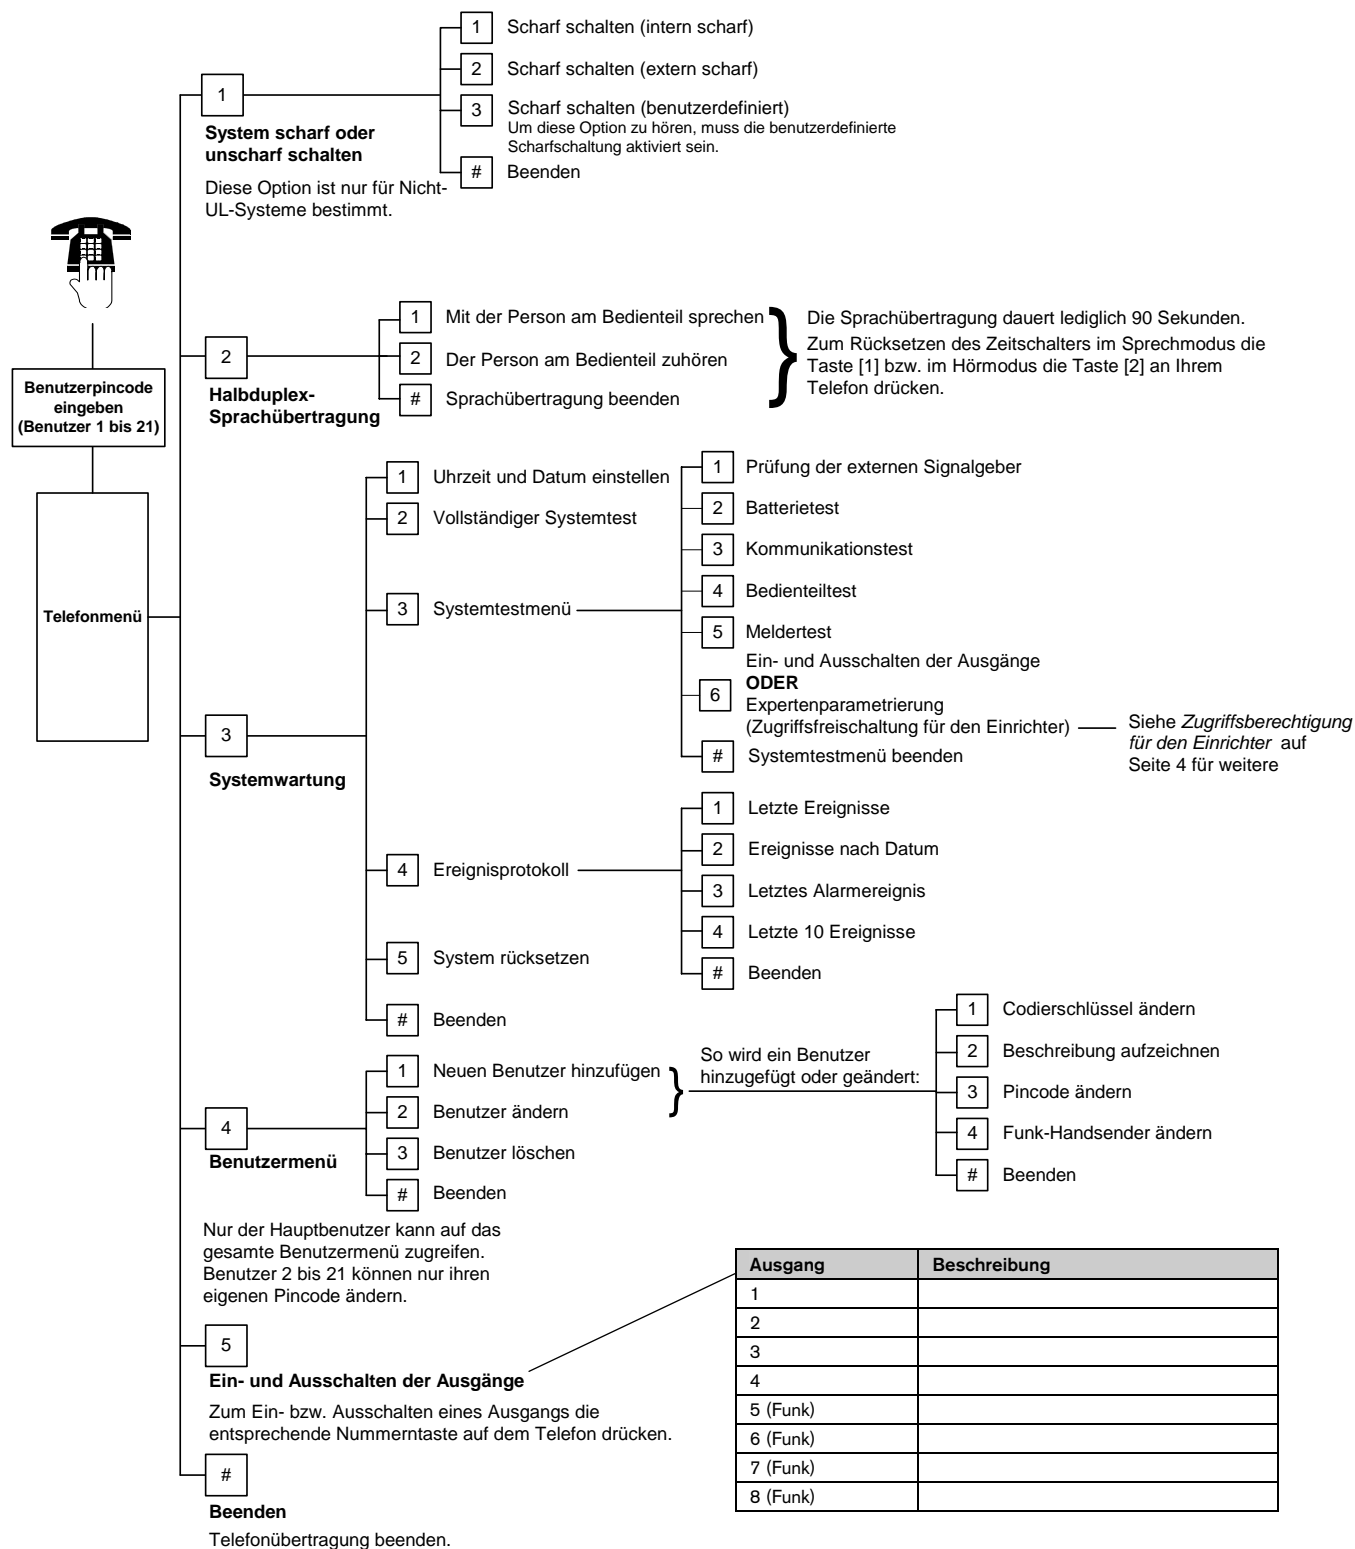 1 Scharf schalten (intern scharf)
2 Scharf schalten (extern scharf)
1
3 Scharf schalten (benutzerdefiniert)
Um diese Option zu hören, muss die benutzerdefinierte
Scharfschaltung aktiviert sein.
System scharf oder
unscharf schalten
# Beenden
Diese Option ist nur für Nicht-
UL-Systeme bestimmt.
1 Mit der Person am Bedienteil sprechen
2 Der Person am Bedienteil zuhören
# Sprachübertragung beenden
} Die Sprachübertragung dauert lediglich 90 Sekunden.
Zum Rücksetzen des Zeitschalters im Sprechmodus die
Taste [1] bzw. im Hörmodus die Taste [2] an Ihrem
Telefon drücken.
2
Halbduplex-
Sprachübertragung
Benutzerpincode
eingeben
(Benutzer 1 bis 21)
Telefonmenü
1 Uhrzeit und Datum einstellen
2 Vollständiger Systemtest
3 Systemtestmenü
1 Prüfung der externen Signalgeber
2 Batterietest
3 Kommunikationstest
4 Bedienteiltest
5 Meldertest
Ein- und Ausschalten der Ausgänge
6 ODER
Expertenparametrierung
(Zugriffsfreischaltung für den Einrichter)
Siehe Zugriffsberechtigung
für den Einrichter auf
Seite 4 für weitere
# Systemtestmenü beenden
3
Systemwartung
4 Ereignisprotokoll
1 Letzte Ereignisse
2 Ereignisse nach Datum
3 Letztes Alarmereignis
4 Letzte 10 Ereignisse
# Beenden
5 System rücksetzen
# Beenden
1 Neuen Benutzer hinzufügen
2 Benutzer ändern
3 Benutzer löschen
# Beenden
} So wird ein Benutzer
hinzugefügt oder geändert:
1 Codierschlüssel ändern
2 Beschreibung aufzeichnen
3 Pincode ändern
4 Funk-Handsender ändern
# Beenden
4
Benutzermenü
Nur der Hauptbenutzer kann auf das
gesamte Benutzermenü zugreifen.
Benutzer 2 bis 21 können nur ihren
eigenen Pincode ändern.
5
Ein- und Ausschalten der Ausgänge
Zum Ein- bzw. Ausschalten eines Ausgangs die
entsprechende Nummerntaste auf dem Telefon drücken.
#
Beenden
Telefonübertragung beenden.
Ausgang Beschreibung
1
2
3
4
5 (Funk)
6 (Funk)
7 (Funk)
8 (Funk)